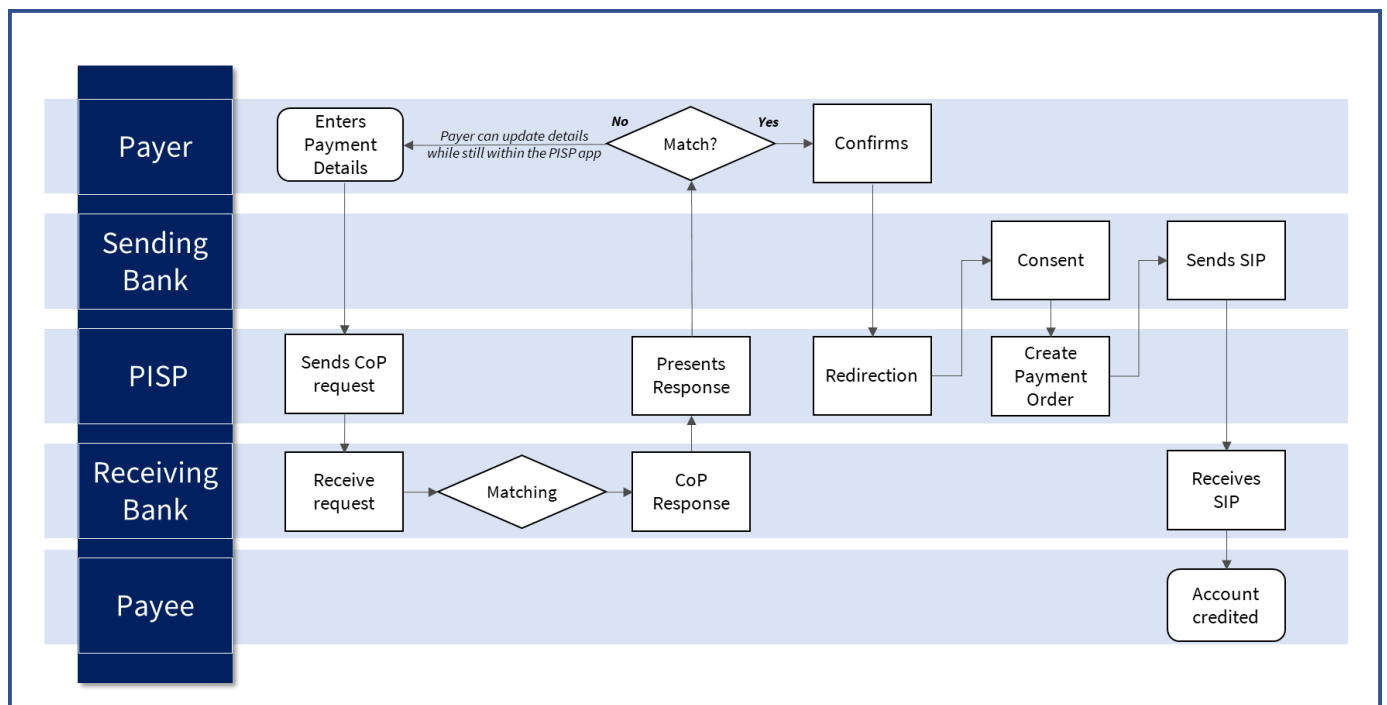 Payer
Enters
Payment
Details
Payer can update details
while still within the PISP app
No
Match?
Yes
Confirms
Sending
Bank
Consent
Sends SIP
PISP
Sends CoP
request
Presents
Response
Redirection
Create
Payment
Order
Receiving
Bank
Receive
request
Matching
CoP
Response
Receives
SIP
Payee
Account
credited